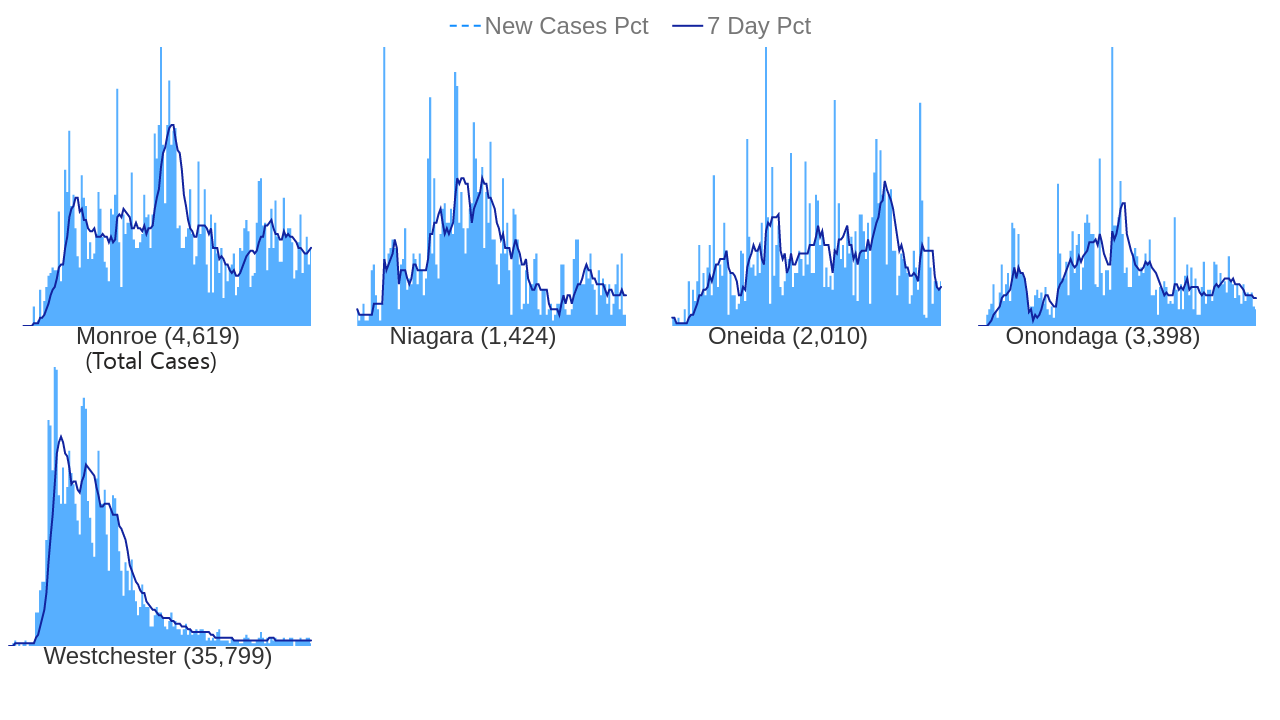 New Cases Pct 7 Day Pct
Monroe (4,619) Niagara (1,424) Oneida (2,010) Onondaga (3,398)
(Total Cases)
Westchester (35,799)